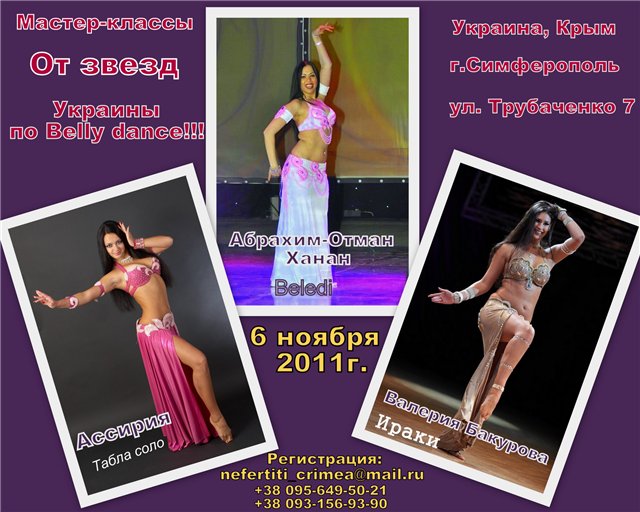 Мастер-классы
От звезд
Украины
по Belly dance!!!
Украина, Крым
г.Симферополь
ул. Трубаченко 7
Абрахим-Отман
Ханан
Beledi
6 ноября
2011г.
Ассирия
Табла соло
Валерия Бакурова
Ираки
Регистрация:
nefertiti_crimea@mail.ru
+38 095-649-50-21
+38 093-156-93-90